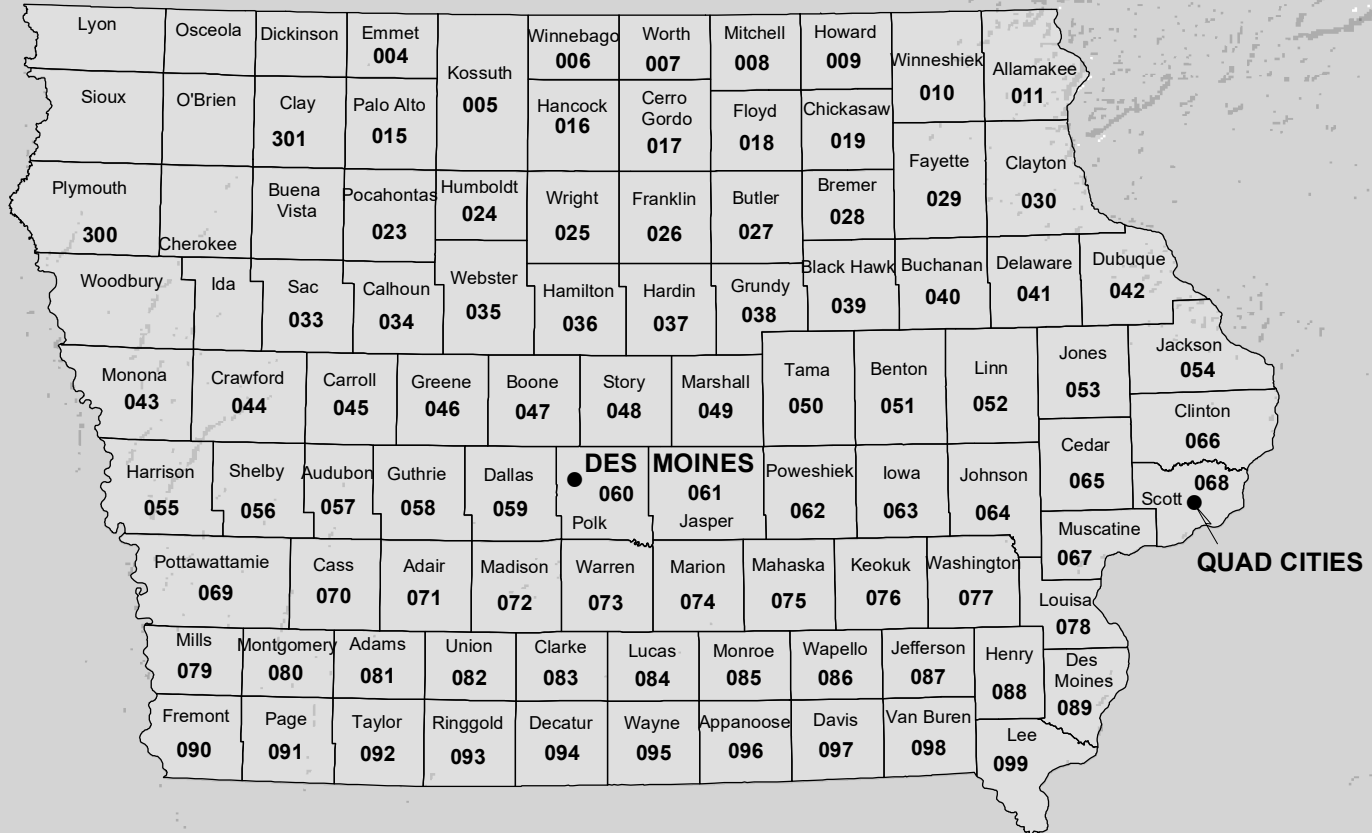 Lyon
Osceola
Dickinson
Emmet
004
Kossuth
005
Winnebago
006
Worth
007
Mitchell
008
Howard
009
Winneshiek
010
Allamakee
011
Sioux
O'Brien
Clay
301
Palo Alto
015
Hancock
016
Cerro
Gordo
017
Floyd
018
Chickasaw
019
Fayette
029
Clayton
030
Plymouth
300
Cherokee
Buena
Vista
Pocahontas
023
Humboldt
024
Wright
025
Franklin
026
Butler
027
Bremer
028
Woodbury
Ida
Sac
033
Calhoun
034
Webster
035
Hamilton
036
Hardin
037
Grundy
038
Black Hawk
039
Buchanan
040
Delaware
041
Dubuque
042
Monona
043
Crawford
044
Carroll
045
Greene
046
Boone
047
Story
048
Marshall
049
Tama
050
Benton
051
Linn
052
Jones
053
Jackson
054
Clinton
066
Harrison
055
Shelby
056
Audubon
057
Guthrie
058
Dallas
059
DES MOINES
060
Polk
061
Jasper
Poweshiek
062
Iowa
063
Johnson
064
Cedar
065
Scott
068
Muscatine
067
QUAD CITIES
Pottawattamie
069
Cass
070
Adair
071
Madison
072
Warren
073
Marion
074
Mahaska
075
Keokuk
076
Washington
077
Louisa
078
Mills
079
Montgomery
080
Adams
081
Union
082
Clarke
083
Lucas
084
Monroe
085
Wapello
086
Jefferson
087
Henry
088
Des
Moines
089
Fremont
090
Page
091
Taylor
092
Ringgold
093
Decatur
094
Wayne
095
Appanoose
096
Davis
097
Van Buren
098
Lee
099